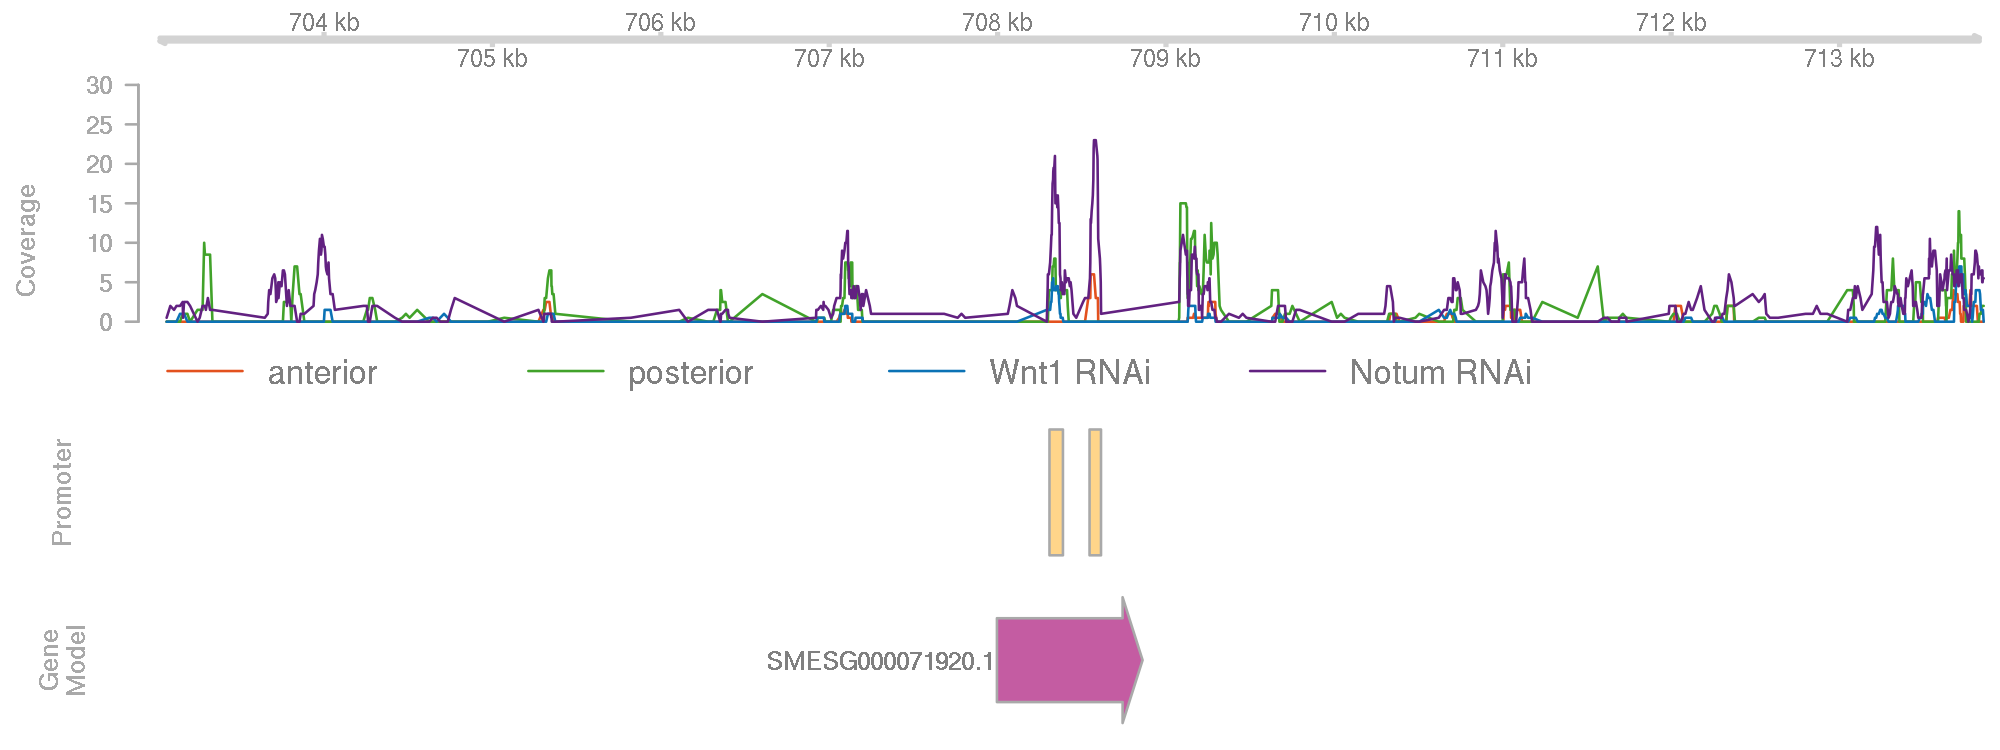 704 kb 706 kb 708 kb 710 kb 712 kb
705 kb 707 kb 709 kb 711 kb 713 kb
30
25
20
15
10
5
0
Coverage
anterior posterior Wnt1 RNAi Notum RNAi
Promoter
Gene
Model
SMESG000071920.1